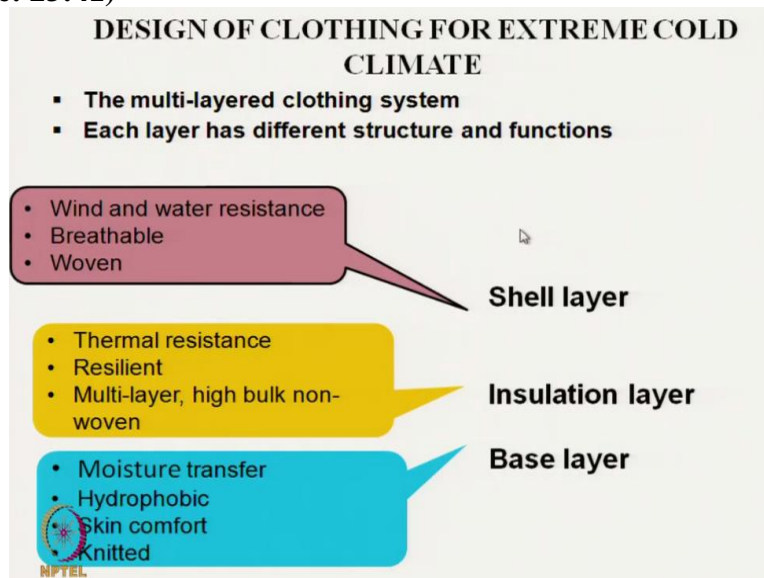 DESIGN OF CLOTHING FOR EXTREME COLD
CLIMATE
▪ The multi-layered clothing system
▪ Each layer has different structure and functions
• Wind and water resistance
• Breathable
• Woven
Shell layer
• Thermal resistance
• Resilient
• Multi-layer, high bulk non-
woven
Insulation layer
• Moisture transfer
• Hydrophobic
• Skin comfort
• Knitted
Base layer
NPTEL